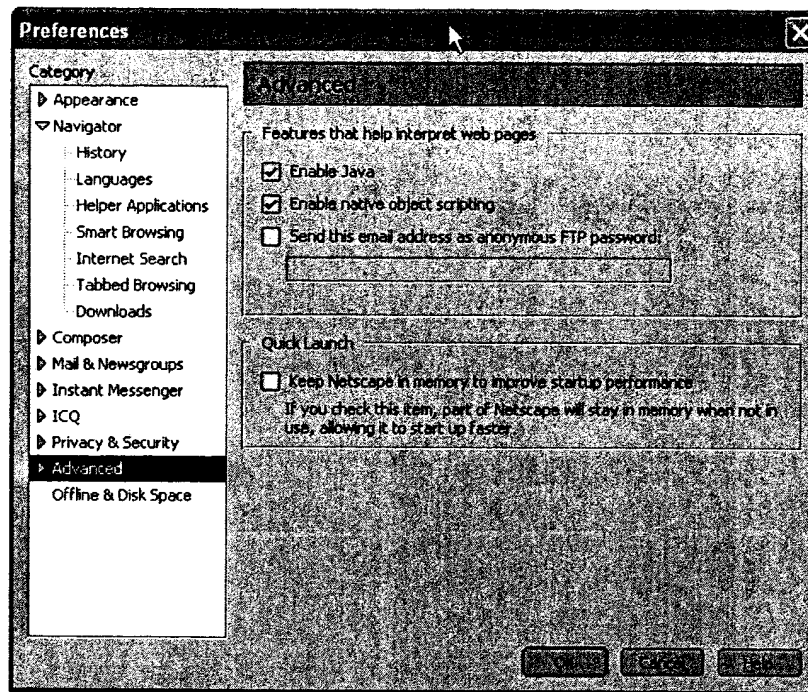 Preferences
Category
Appearance
Navigator
History
Languages
Helper Applications
Smart Browsing
Internet Search
Tabbed Browsing
Downloads
Composer
Mail & Newsgroups
Instant Messenger
ICQ
Privacy & Security
Advanced
Offline & Disk Space
Advanced
Features that help interpret web pages
Enable Java
Enable native object scripting
Send this email address as anonymous FTP password:
Quick Launch
Keep Netscape in memory to improve startup performance
If you check this item, part of Netscape will stay in memory when not in
use, allowing it to start up faster.
OK
Cancel
Help